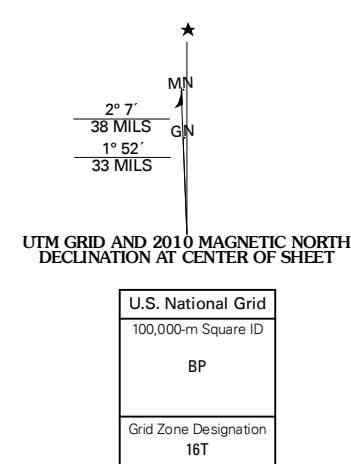 MN
2° 7´
38 MILS
GN
1° 52´
33 MILS
UTM GRID AND 2010 MAGNETIC NORTH
DECLINATION AT CENTER OF SHEET
U.S. National Grid
100,000-m Square ID
BP
Grid Zone Designation
16T